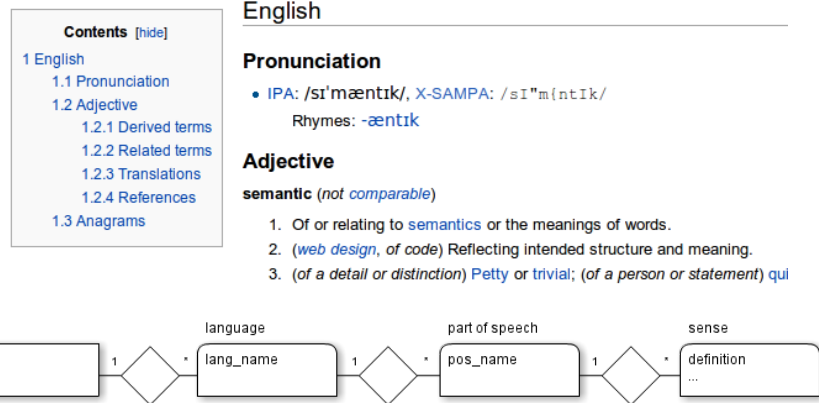 Contents [hide]
1 English
1.1 Pronunciation
1.2 Adjective
1.2.1 Derived terms
1.2.2 Related terms
1.2.3 Translations
1.2.4 References
1.3 Anagrams
English
Pronunciation
• IPA: /sɪˈmæntɪk/, X-SAMPA: /sI"m{ntIk/
Rhymes: -æntɪk
Adjective
semantic (not comparable)
1. Of or relating to semantics or the meanings of words.
2. (web design, of code) Reflecting intended structure and meaning.
3. (of a detail or distinction) Petty or trivial; (of a person or statement) qui
language part of speech sense
1 * lang_name 1 * pos_name 1 * definition
...